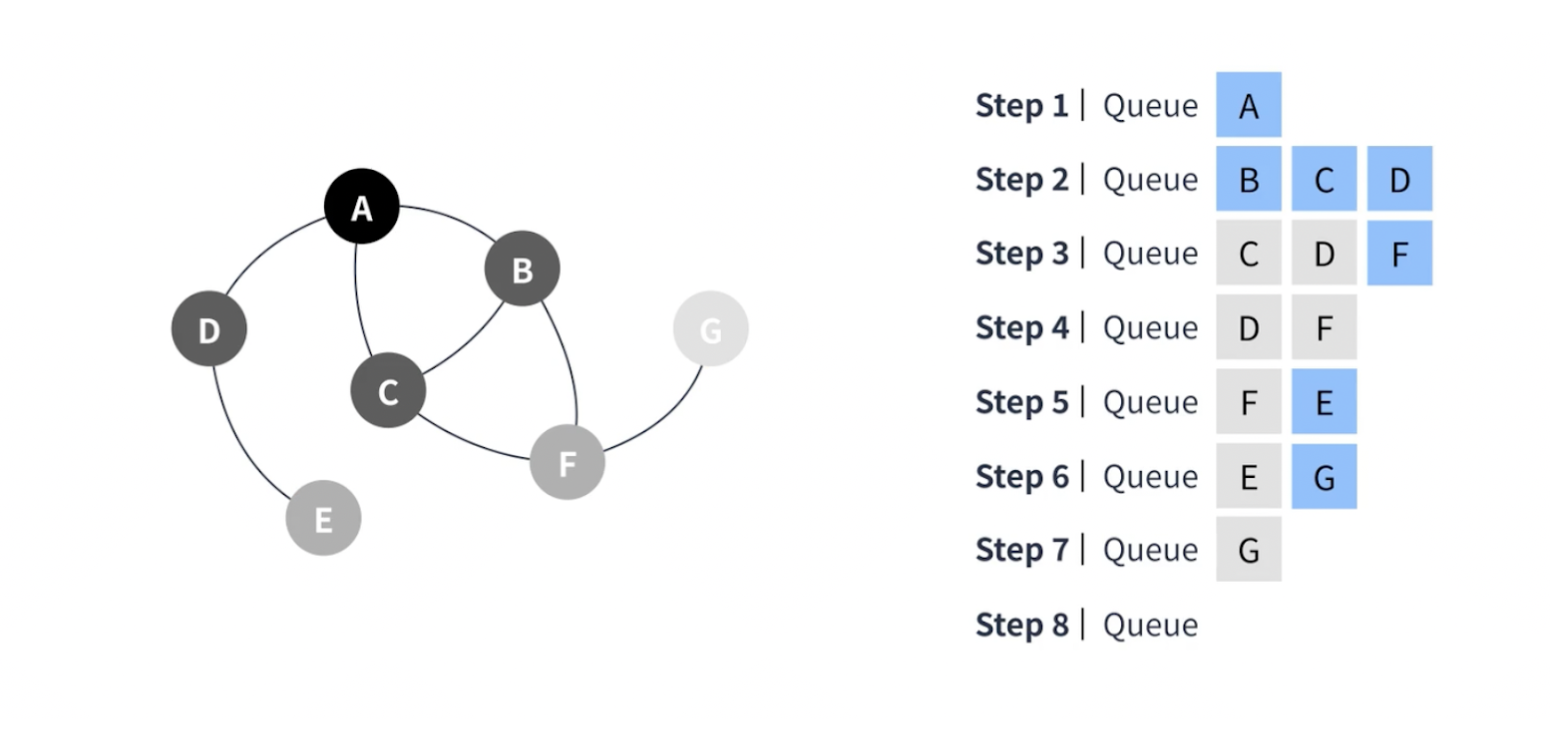 A
B
D
G
C
F
E
Step 1 | Queue A
Step 2 | Queue B C D
Step 3 | Queue C D F
Step 4 | Queue D F
Step 5 | Queue F E
Step 6 | Queue E G
Step 7 | Queue G
Step 8 | Queue